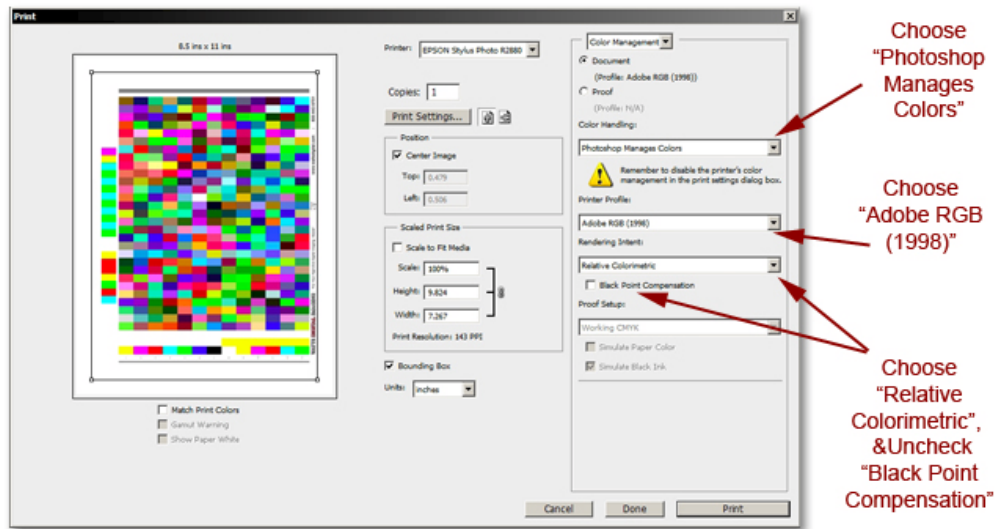 Print
8.5 ins x 11 ins
Match Print Colors
Gamut Warning
Show Paper White
Printer: EPSON Stylus Photo R2880
Copies: 1
Print Settings...
Position
Center Image
Top: 0.479
Left: 0.506
Scaled Print Size
Scale to Fit Media
Scale: 100%
Height: 9.824
Width: 7.267
Print Resolution: 143 PPI
Bounding Box
Units: inches
Color Management
Document
(Profile: Adobe RGB (1998))
Proof
(Profile: N/A)
Color Handling:
Photoshop Manages Colors
Remember to disable the printer's color
management in the print settings dialog box.
Printer Profile:
Adobe RGB (1998)
Rendering Intent:
Relative Colorimetric
Black Point Compensation
Proof Setup:
Working CMYK
Simulate Paper Color
Simulate Black Ink
Cancel
Done
Print
Choose
“Photoshop
Manages
Colors”
Choose
“Adobe RGB
(1998)”
Choose
“Relative
Colorimetric”,
&Uncheck
“Black Point
Compensation”